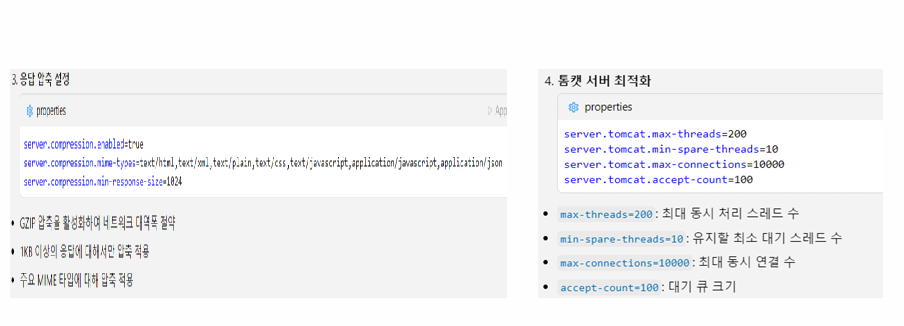 3. 응답 압축 설정
properties
App
server.compression.enabled=true
server.compression.mime-types=text/html,text/xml,text/plain,text/css,text/javascript,application/javascript,application/json
server.compression.min-response-size=1024
• GZIP 압축을 활성화하여 네트워크 대역폭 절약
• 1KB 이상의 응답에 대해서만 압축 적용
• 주요 MIME 타입에 대해 압축 적용
4. 톰캣 서버 최적화
properties
server.tomcat.max-threads=200
server.tomcat.min-spare-threads=10
server.tomcat.max-connections=10000
server.tomcat.accept-count=100
• max-threads=200: 최대 동시 처리 스레드 수
• min-spare-threads=10: 유지할 최소 대기 스레드 수
• max-connections=10000: 최대 동시 연결 수
• accept-count=100: 대기 큐 크기